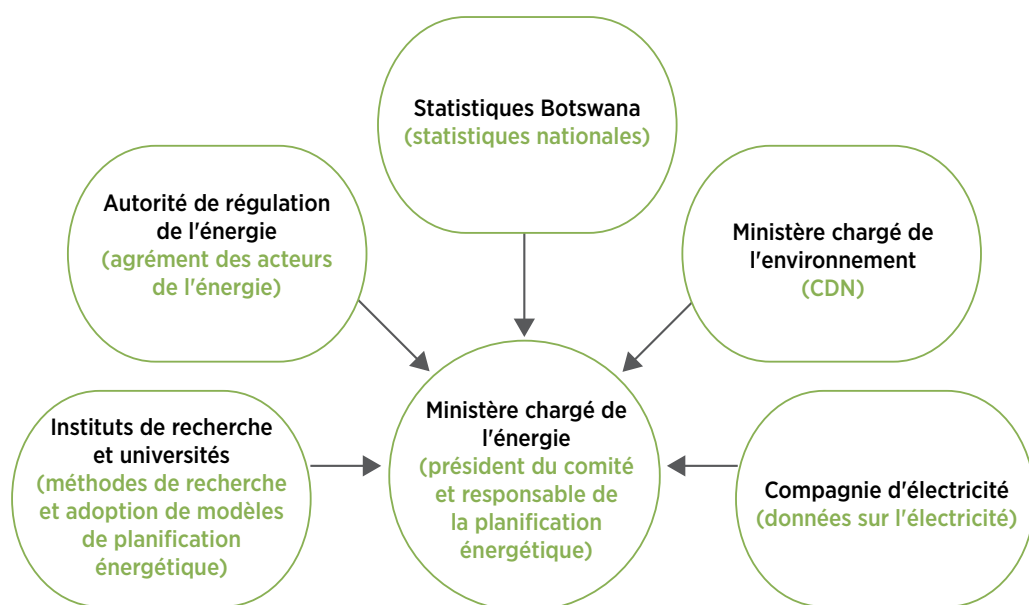 Statistiques Botswana
(statistiques nationales)
Autorité de régulation
de l'énergie
(agrément des acteurs
de l'énergie)
Ministère chargé de
l'environnement
(CDN)
Instituts de recherche
et universités
(méthodes de recherche
et adoption de modèles
de planification
énergétique)
Ministère chargé de
l'énergie
(président du comité
et responsable de
la planification
énergétique)
Compagnie d'électricité
(données sur l'électricité)